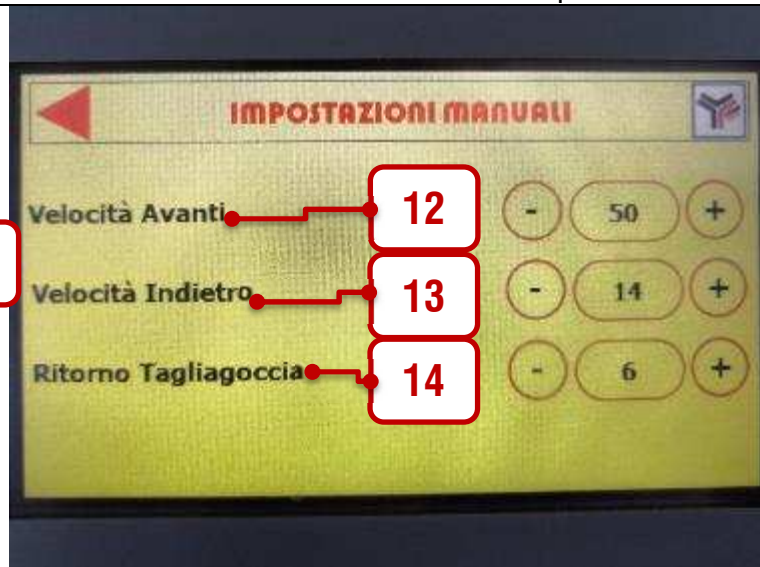 IMPOSTAZIONI MANUALI
Velocità Avanti 12 - 50 +
Velocità Indietro 13 - 14 +
Ritorno Tagliagoccia 14 - 6 +